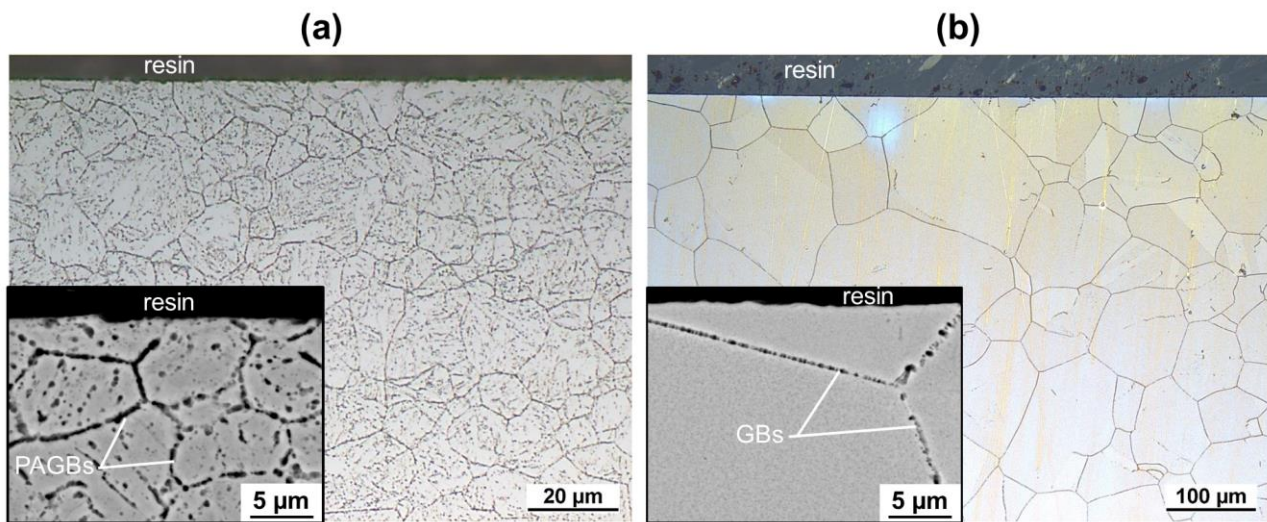 (a)
(b)
resin
resin
resin
resin
PAGBs
GBs
5 µm
20 µm
5 µm
100 µm